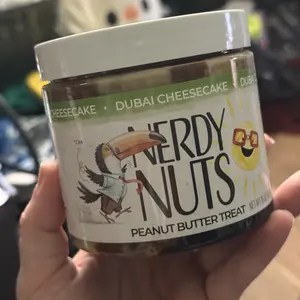 CHEESECAKE • DUBAI CHEESECAKE • DUBAI
NERDY
NUTS
PEANUT BUTTER TREAT